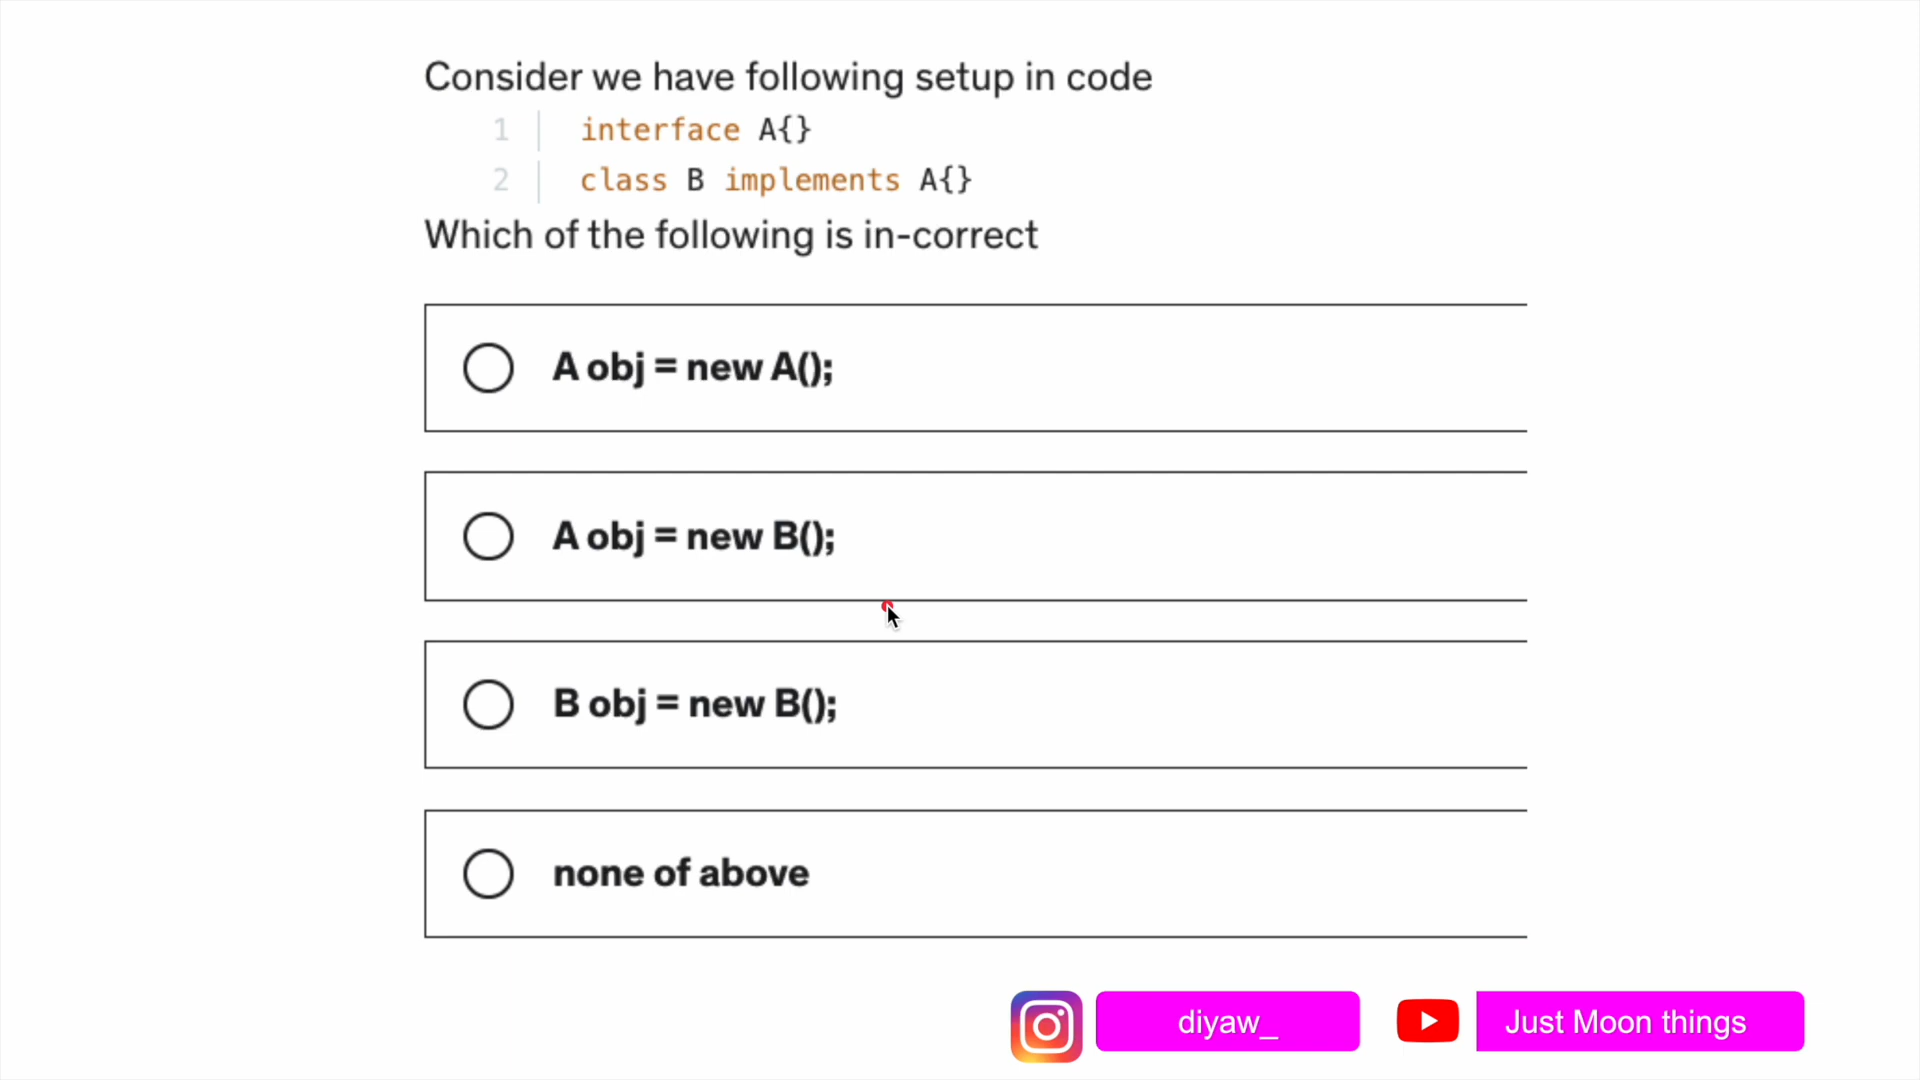 Consider we have following setup in code
1 interface A{}
2 class B implements A{}
Which of the following is in-correct
A obj = new A();
A obj = new B();
B obj = new B();
none of above
diyaw_ Just Moon things